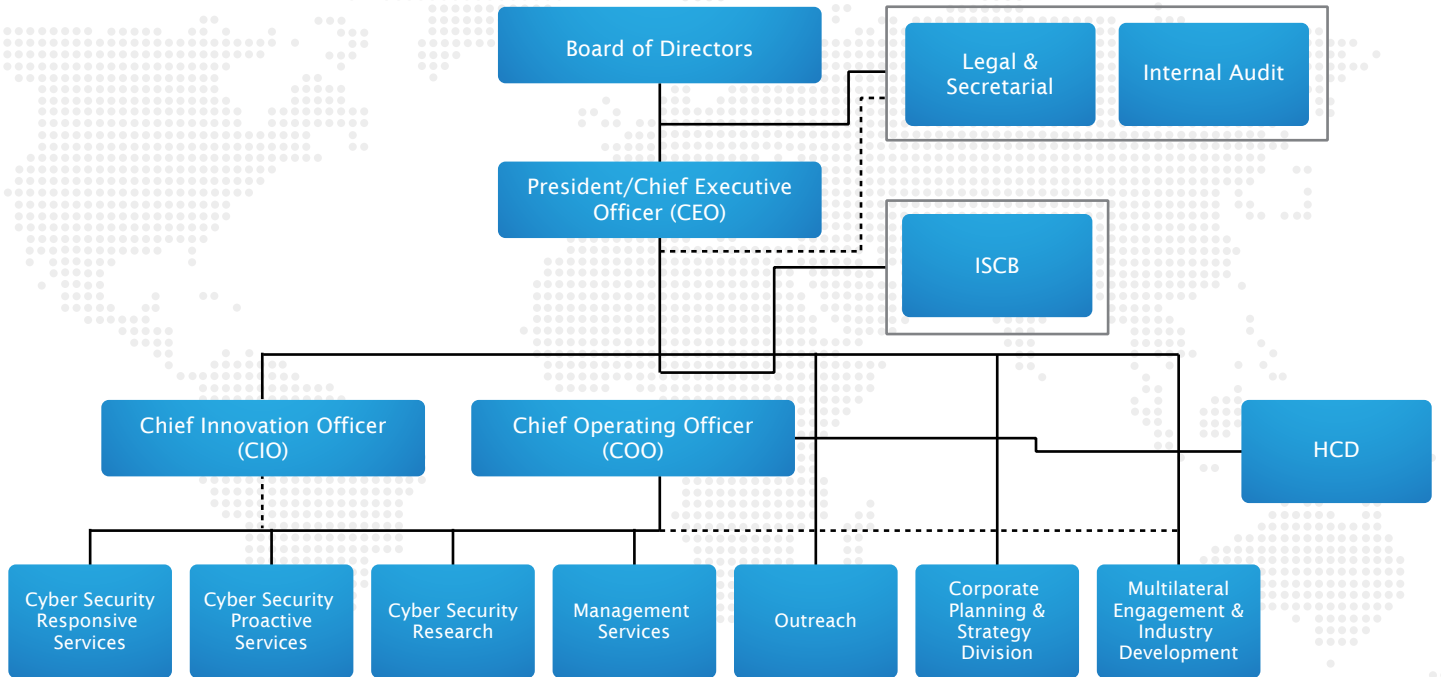 Board of Directors
Legal &
Secretarial
Internal Audit
President/Chief Executive
Officer (CEO)
ISCB
Chief Innovation Officer
(CIO)
Chief Operating Officer
(COO)
HCD
Cyber Security
Responsive
Services
Cyber Security
Proactive
Services
Cyber Security
Research
Management
Services
Outreach
Corporate
Planning &
Strategy
Division
Multilateral
Engagement &
Industry
Development